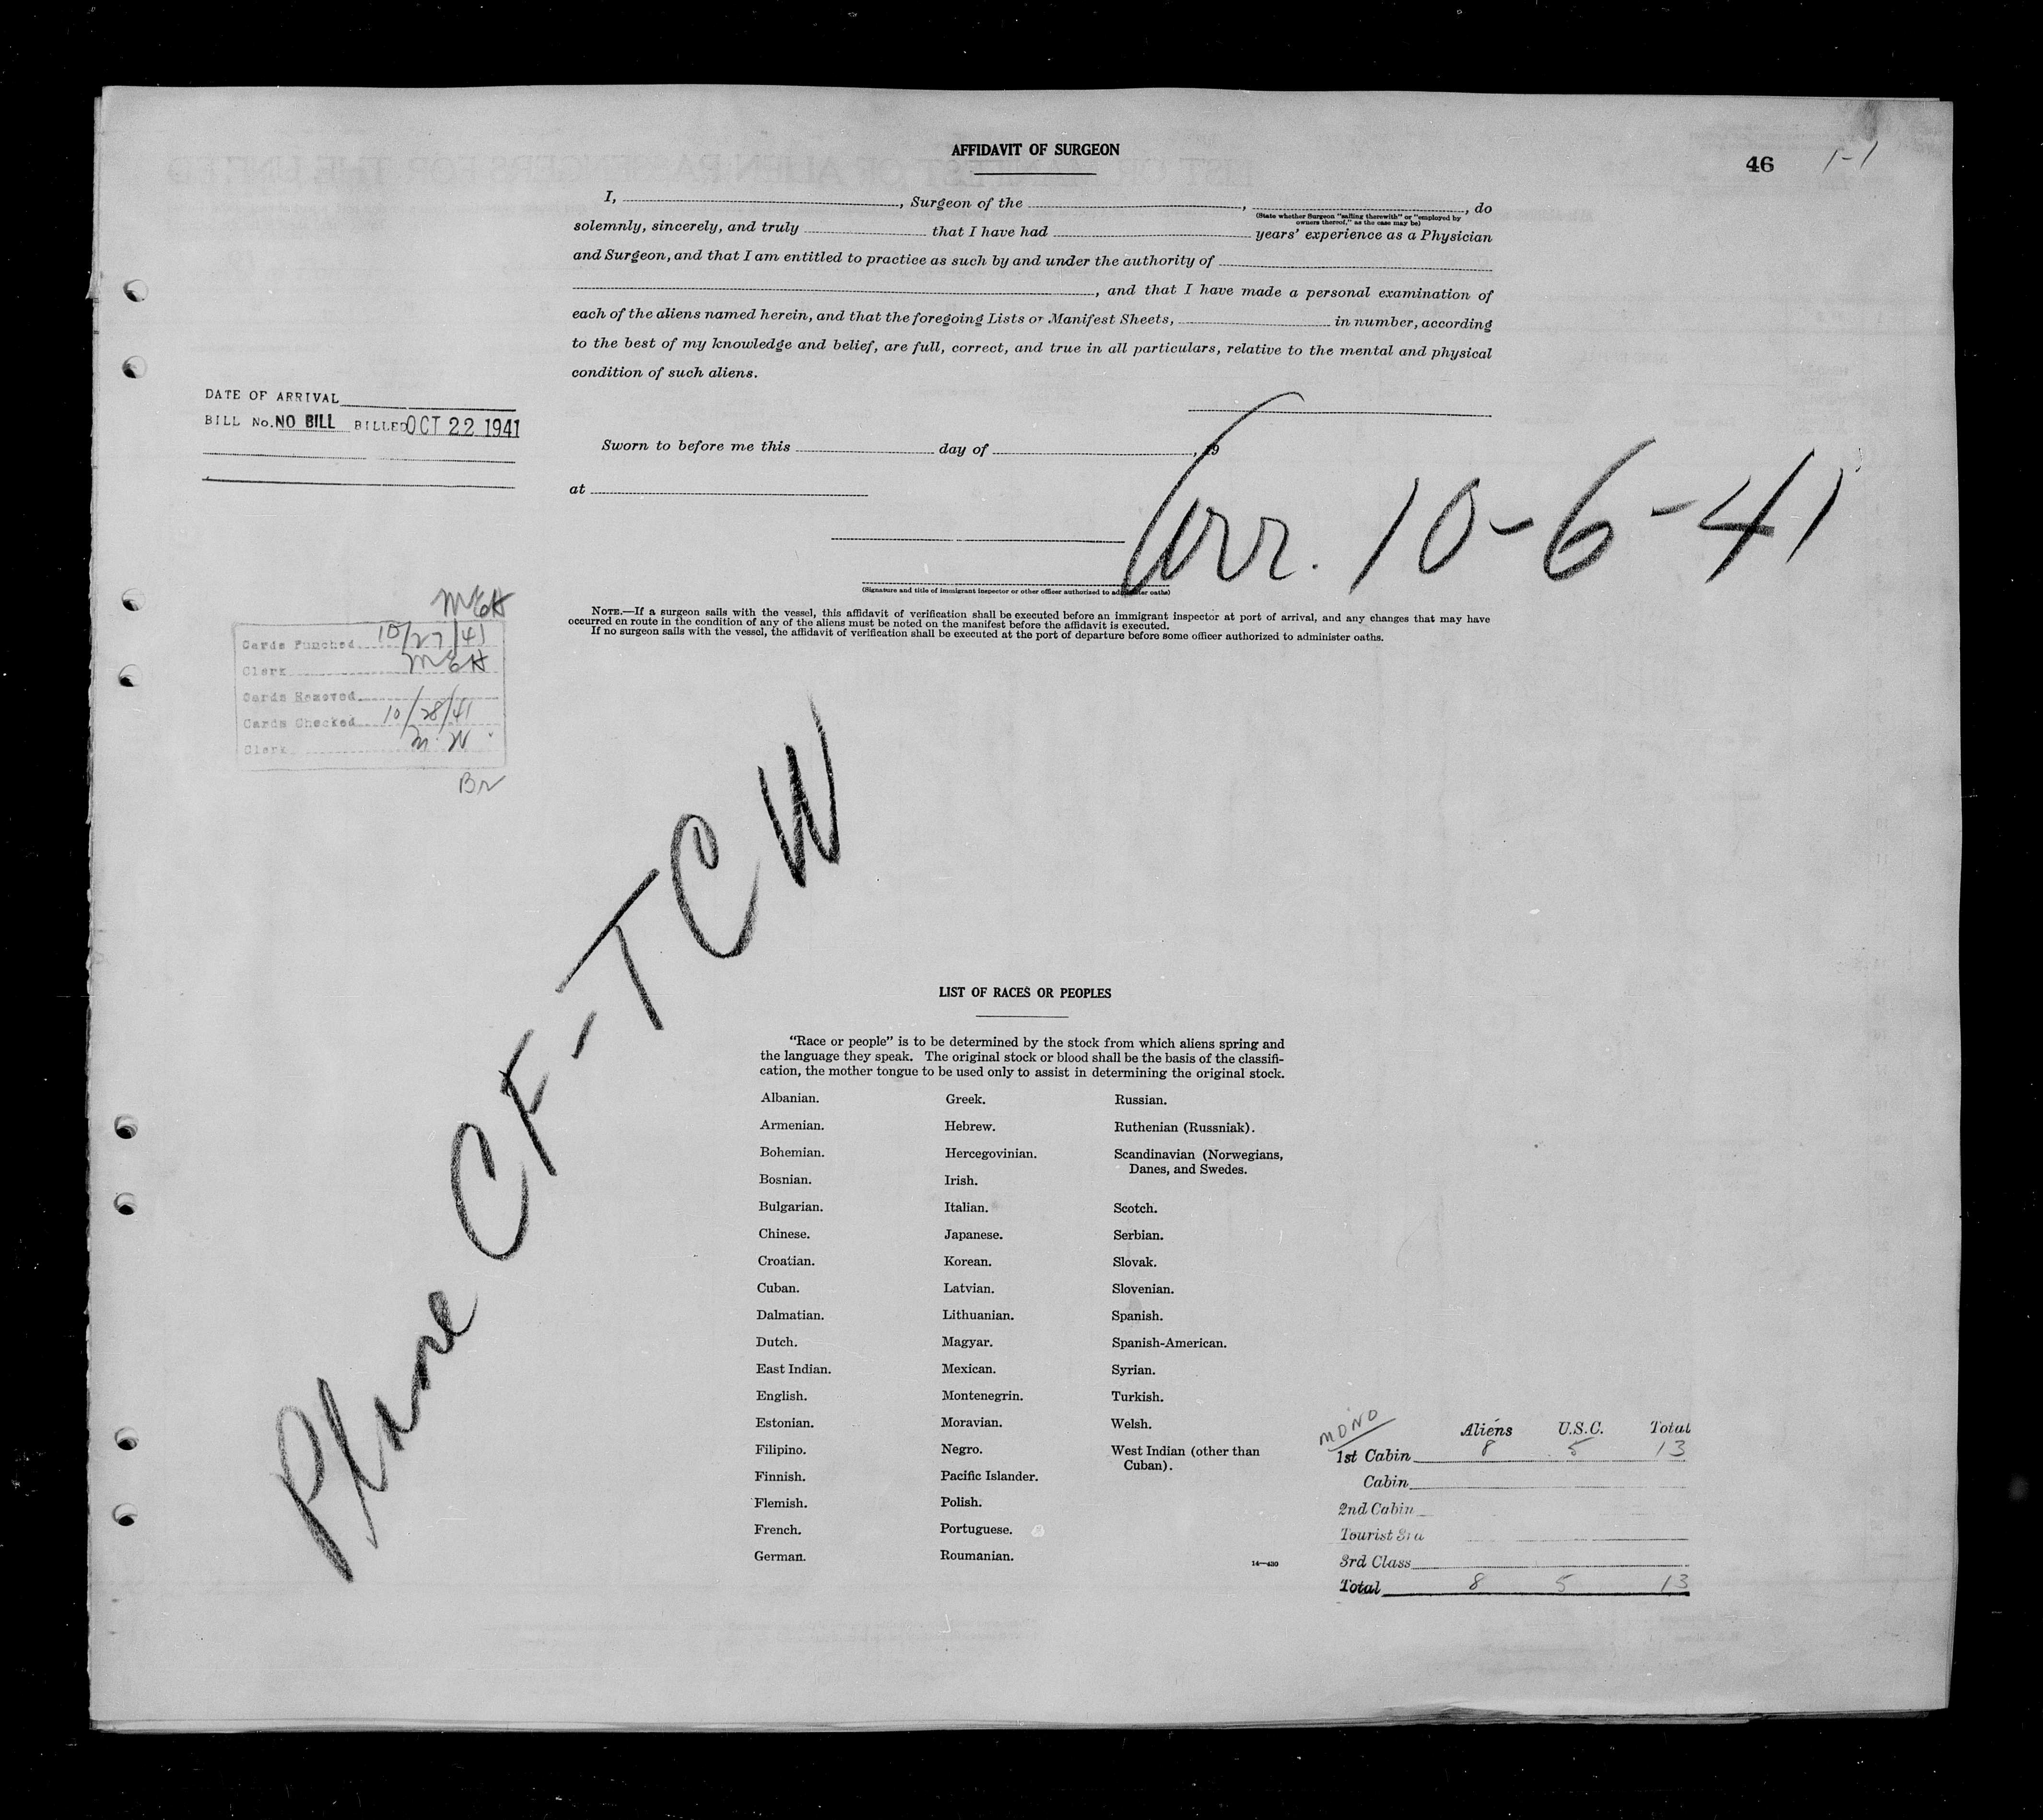 AFFIDAVIT OF SURGEON
46 1-1
I, , Surgeon of the , , do
(State whether Surgeon "sailing therewith" or "employed by
owners thereof," as the case may be)
solemnly, sincerely, and truly that I have had years' experience as a Physician
and Surgeon, and that I am entitled to practice as such by and under the authority of
, and that I have made a personal examination of
each of the aliens named herein, and that the foregoing Lists or Manifest Sheets, in number, according
to the best of my knowledge and belief, are full, correct, and true in all particulars, relative to the mental and physical
condition of such aliens.
DATE OF ARRIVAL
BILL No. NO BILL BILLED OCT 22 1941
Sworn to before me this day of , 19
at
Arr. 10-6-41
(Signature and title of immigrant inspector or other officer authorized to administer oaths)
NOTE.—If a surgeon sails with the vessel, this affidavit of verification shall be executed before an immigrant inspector at port of arrival, and any changes that may have
occurred en route in the condition of any of the aliens must be noted on the manifest before the affidavit is executed.
If no surgeon sails with the vessel, the affidavit of verification shall be executed at the port of departure before some officer authorized to administer oaths.
MEH
Cards Punched 10/27/41
Clerk MEH
Cards Removed
Cards Checked 10/28/41
Clerk M.W.
Br
Plane CF-TCW
LIST OF RACES OR PEOPLES
"Race or people" is to be determined by the stock from which aliens spring and
the language they speak. The original stock or blood shall be the basis of the classifi-
cation, the mother tongue to be used only to assist in determining the original stock.
Albanian.
Armenian.
Bohemian.
Bosnian.
Bulgarian.
Chinese.
Croatian.
Cuban.
Dalmatian.
Dutch.
East Indian.
English.
Estonian.
Filipino.
Finnish.
Flemish.
French.
German.
Greek.
Hebrew.
Hercegovinian.
Irish.
Italian.
Japanese.
Korean.
Latvian.
Lithuanian.
Magyar.
Mexican.
Montenegrin.
Moravian.
Negro.
Pacific Islander.
Polish.
Portuguese.
Roumanian.
Russian.
Ruthenian (Russniak).
Scandinavian (Norwegians,
Danes, and Swedes.
Scotch.
Serbian.
Slovak.
Slovenian.
Spanish.
Spanish-American.
Syrian.
Turkish.
Welsh.
West Indian (other than
Cuban).
14—430
MONO
Aliens U.S.C. Total
1st Cabin 8 5 13
Cabin
2nd Cabin
Tourist 3rd
3rd Class
Total 8 5 13